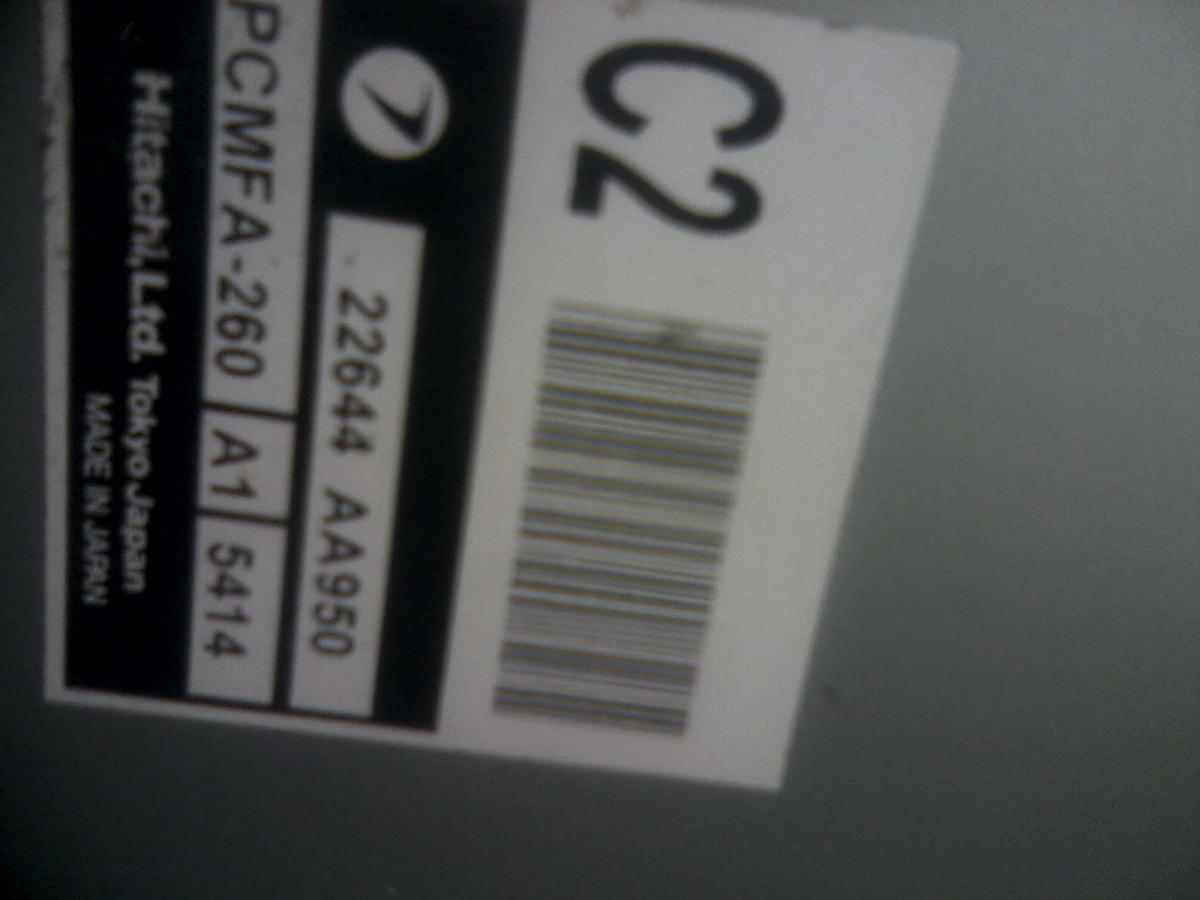 C2
22644 AA950
PCMFA-260 A1 5414
Hitachi,Ltd. Tokyo Japan
MADE IN JAPAN